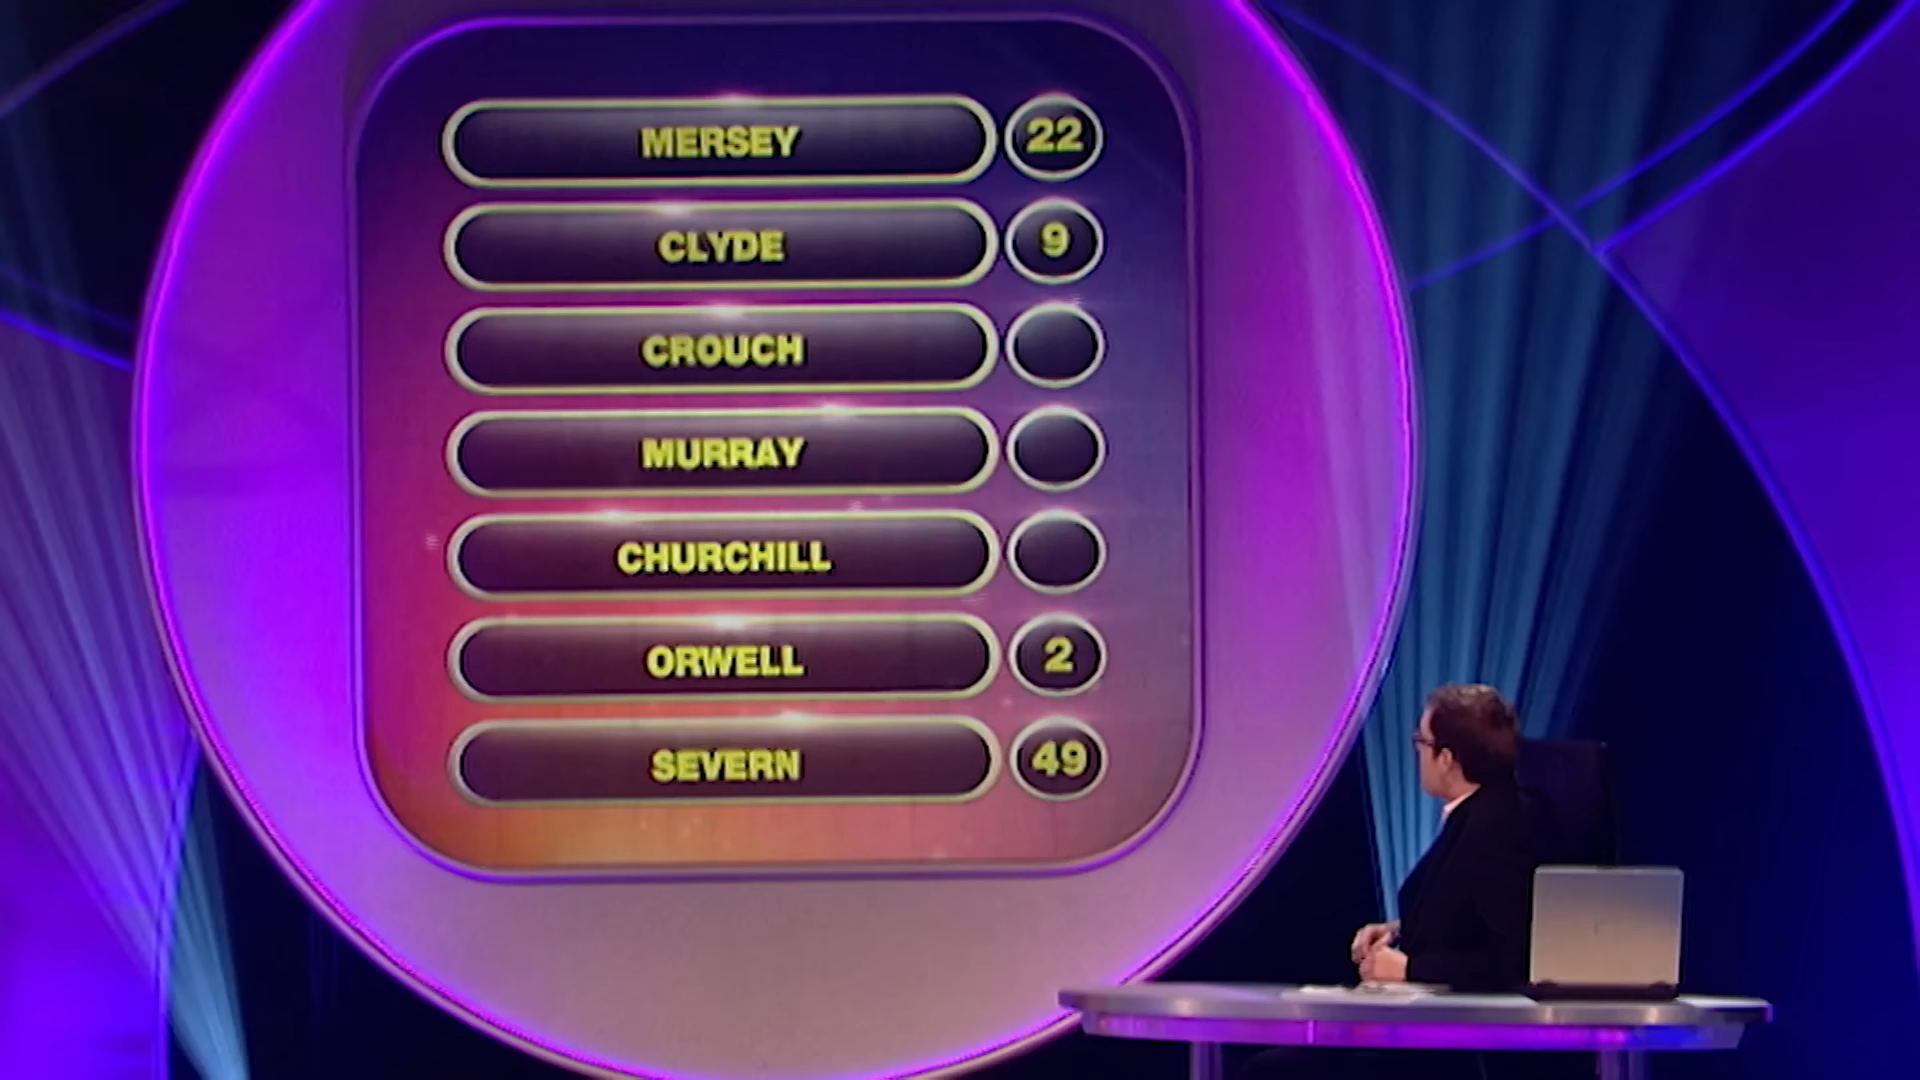 MERSEY 22
CLYDE 9
CROUCH
MURRAY
CHURCHILL
ORWELL 2
SEVERN 49